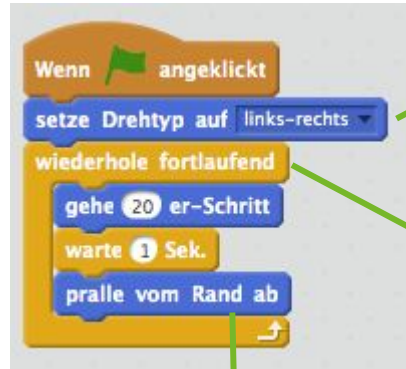 Wenn angeklickt
setze Drehtyp auf links-rechts
wiederhole fortlaufend
gehe 20 er-Schritt
warte 1 Sek.
pralle vom Rand ab